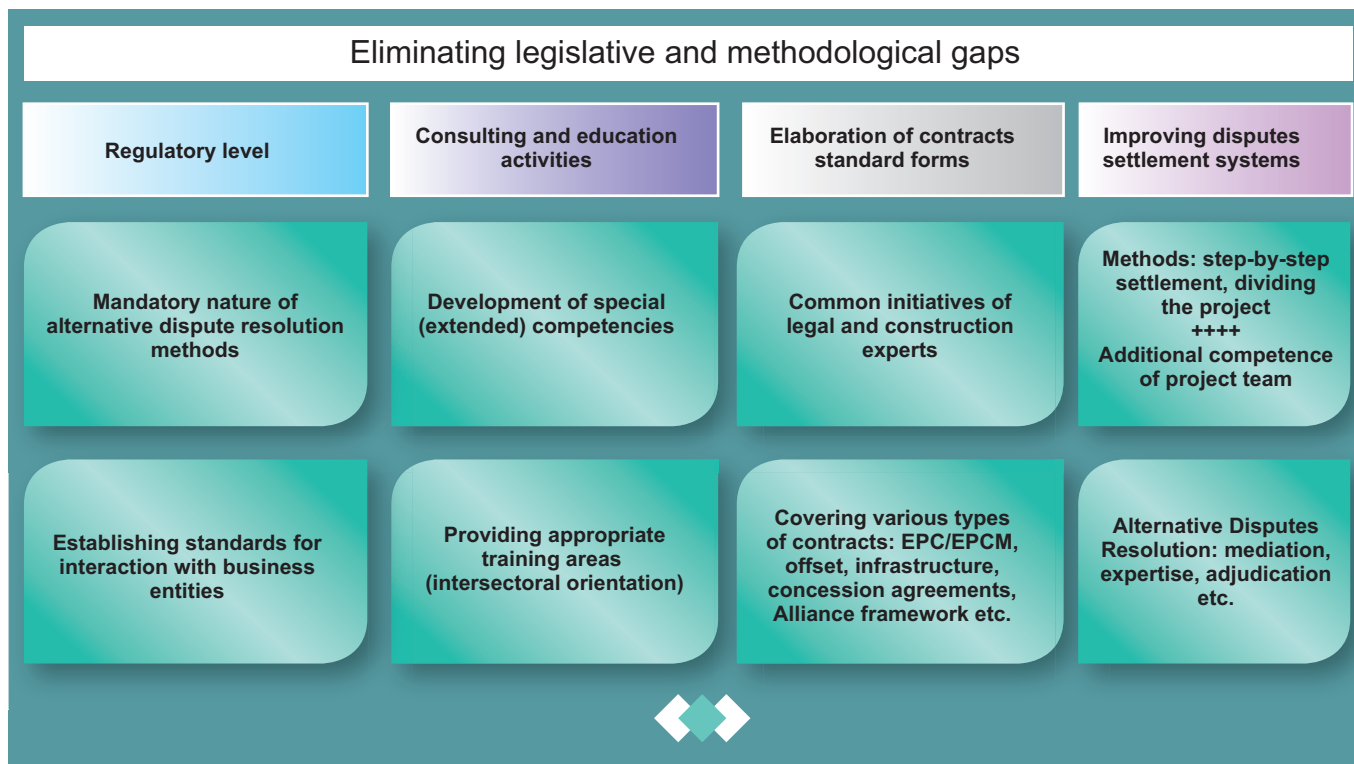 Eliminating legislative and methodological gaps
Regulatory level
Consulting and education
activities
Elaboration of contracts
standard forms
Improving disputes
settlement systems
Mandatory nature of
alternative dispute resolution
methods
Development of special
(extended) competencies
Common initiatives of
legal and construction
experts
Methods: step-by-step
settlement, dividing
the project
++++
Additional competence
of project team
Establishing standards for
interaction with business
entities
Providing appropriate
training areas
(intersectoral orientation)
Covering various types
of contracts: EPC/EPCM,
offset, infrastructure,
concession agreements,
Alliance framework etc.
Alternative Disputes
Resolution: mediation,
expertise, adjudication
etc.